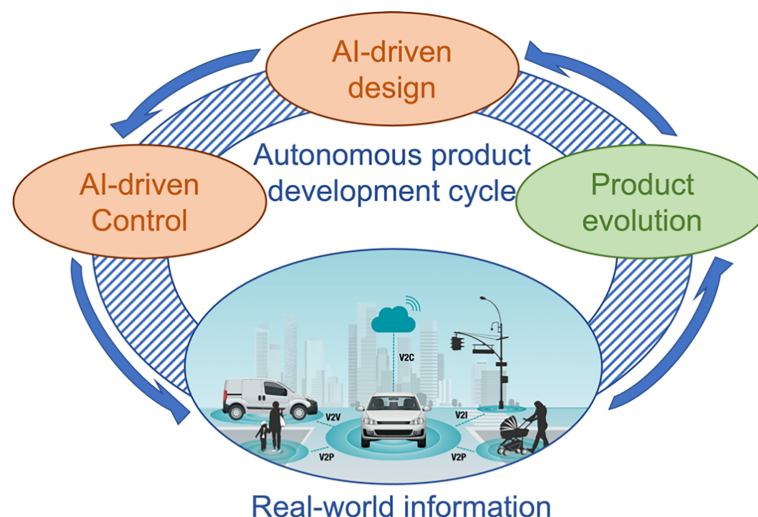 AI-driven
design
Autonomous product
development cycle
AI-driven
Control
Product
evolution
V2C
V2V
V2I
V2P
V2P
Real-world information